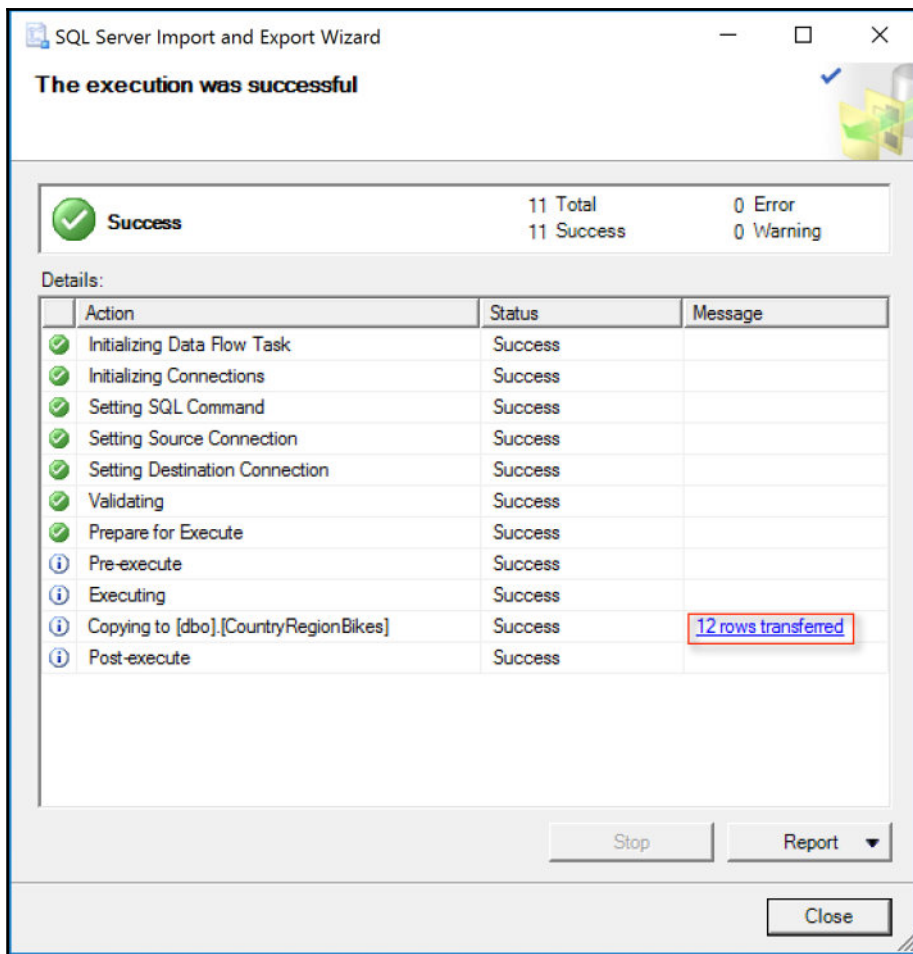 SQL Server Import and Export Wizard
The execution was successful
Success
11 Total
0 Error
11 Success
0 Warning
Details:
Action Status Message
Initializing Data Flow Task Success
Initializing Connections Success
Setting SQL Command Success
Setting Source Connection Success
Setting Destination Connection Success
Validating Success
Prepare for Execute Success
Pre-execute Success
Executing Success
Copying to [dbo].[CountryRegionBikes] Success 12 rows transferred
Post-execute Success
Stop Report
Close